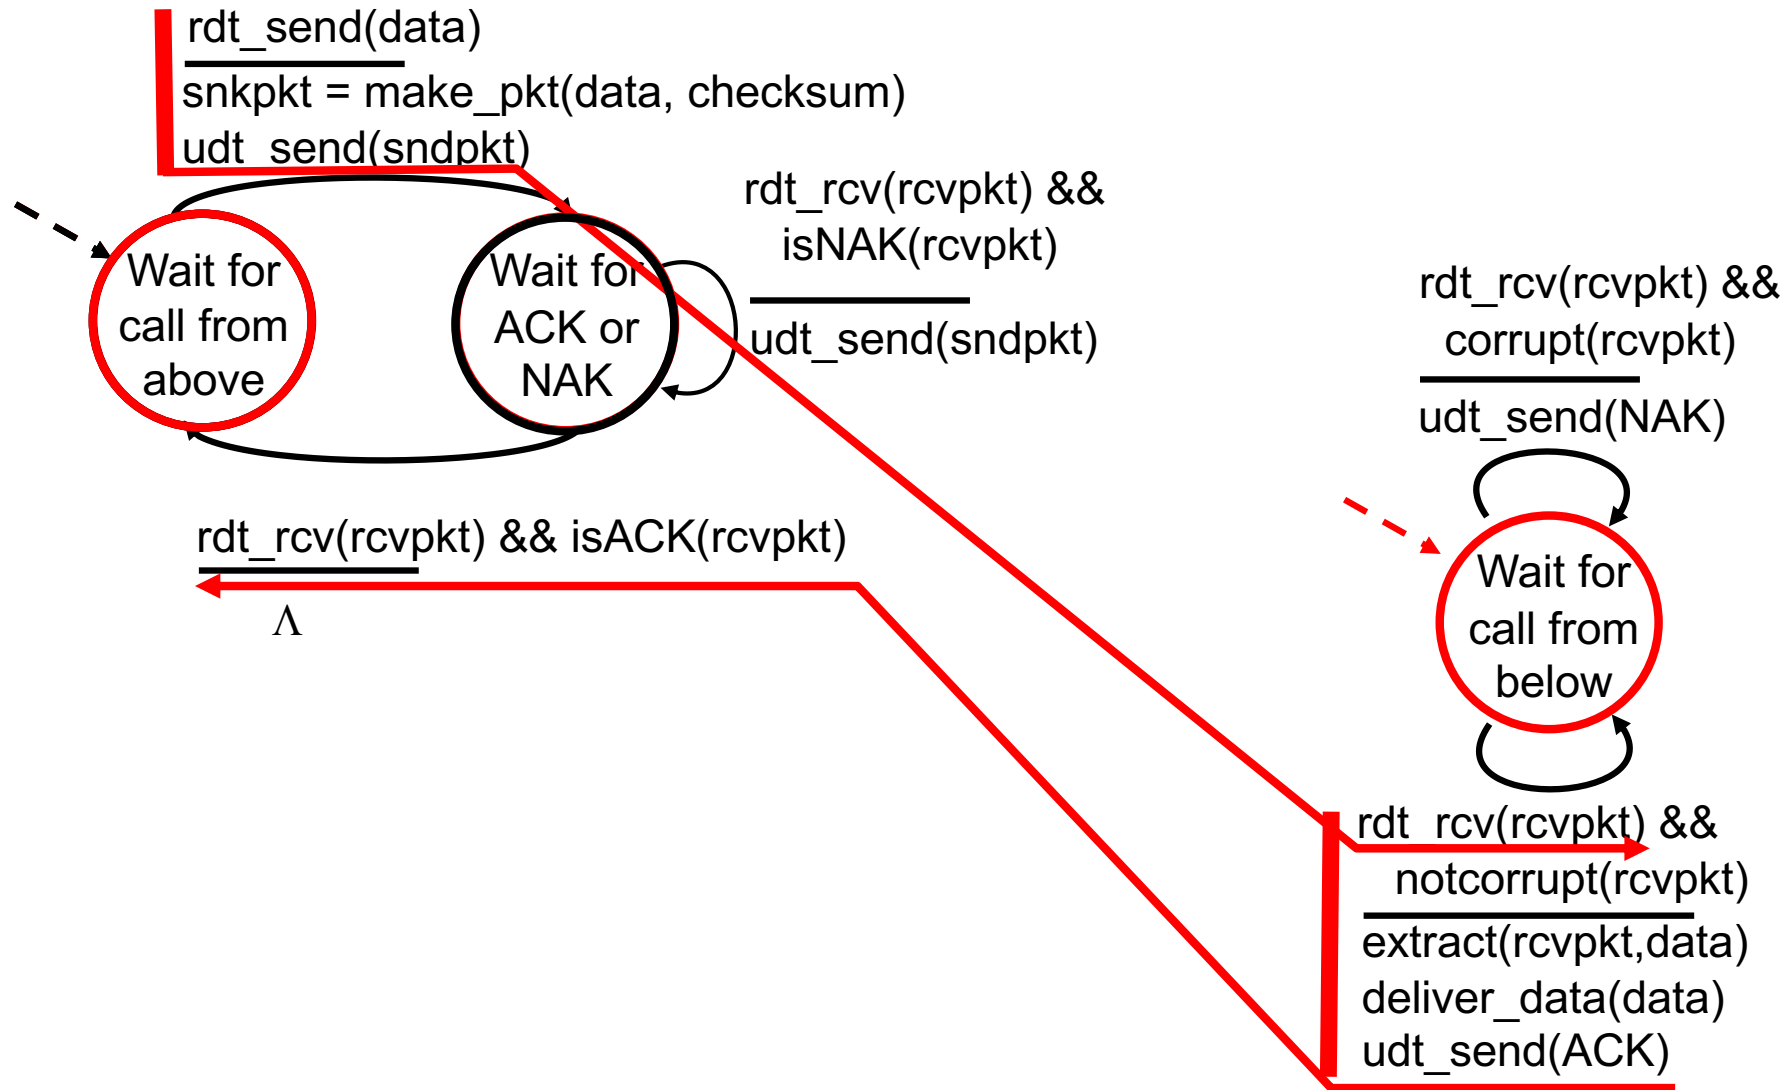 rdt_send(data)
snkpkt = make_pkt(data, checksum)
udt_send(sndpkt)
Wait for
call from
above
Wait for
ACK or
NAK
rdt_rcv(rcvpkt) &&
isNAK(rcvpkt)
udt_send(sndpkt)
rdt_rcv(rcvpkt) && isACK(rcvpkt)
Λ
rdt_rcv(rcvpkt) &&
corrupt(rcvpkt)
udt_send(NAK)
Wait for
call from
below
rdt_rcv(rcvpkt) &&
notcorrupt(rcvpkt)
extract(rcvpkt,data)
deliver_data(data)
udt_send(ACK)